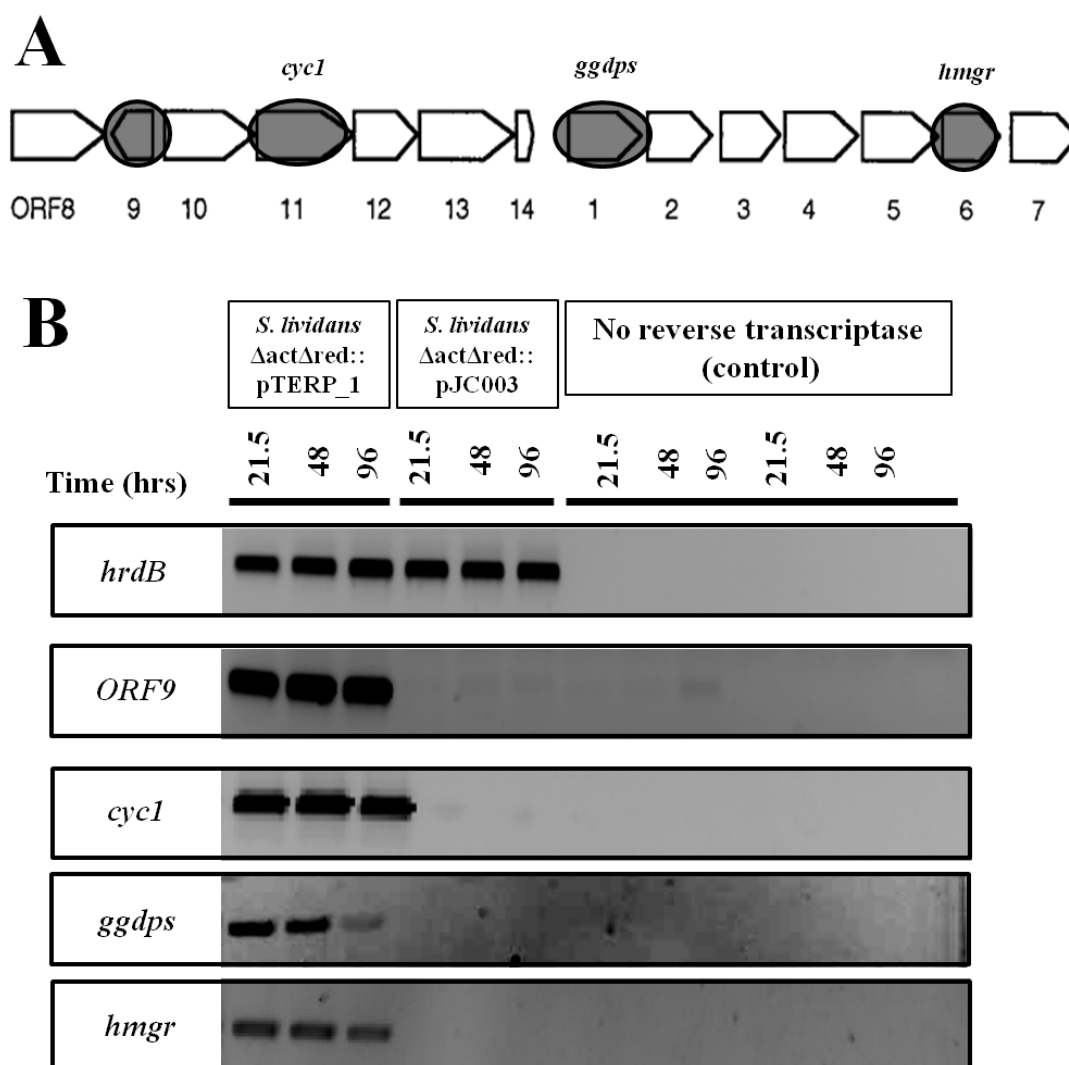 A
cyc1 ggdps hmgr
ORF8 9 10 11 12 13 14 1 2 3 4 5 6 7
B
S. lividans
ΔactΔred::
pTERP_1
S. lividans
ΔactΔred::
pJC003
No reverse transcriptase
(control)
Time (hrs) 21.5 48 96 21.5 48 96 21.5 48 96 21.5 48 96
hrdB
ORF9
cyc1
ggdps
hmgr